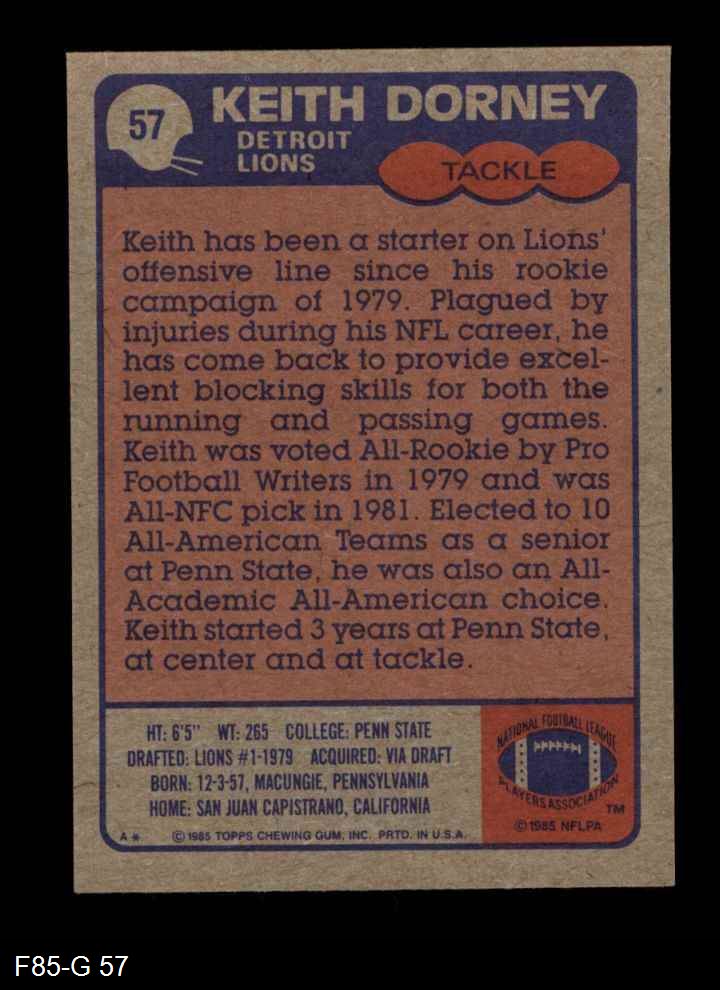 57
KEITH DORNEY
DETROIT
LIONS
TACKLE
Keith has been a starter on Lions'
offensive line since his rookie
campaign of 1979. Plagued by
injuries during his NFL career, he
has come back to provide excel-
lent blocking skills for both the
running and passing games.
Keith was voted All-Rookie by Pro
Football Writers in 1979 and was
All-NFC pick in 1981. Elected to 10
All-American Teams as a senior
at Penn State, he was also an All-
Academic All-American choice.
Keith started 3 years at Penn State,
at center and at tackle.
HT: 6'5" WT: 265 COLLEGE: PENN STATE
DRAFTED: LIONS #1-1979 ACQUIRED: VIA DRAFT
BORN: 12-3-57, MACUNGIE, PENNSYLVANIA
HOME: SAN JUAN CAPISTRANO, CALIFORNIA
A* © 1985 TOPPS CHEWING GUM, INC. PRTD. IN U.S.A.
NATIONAL FOOTBALL LEAGUE
PLAYERS ASSOCIATION
TM
© 1985 NFLPA
F85-G 57